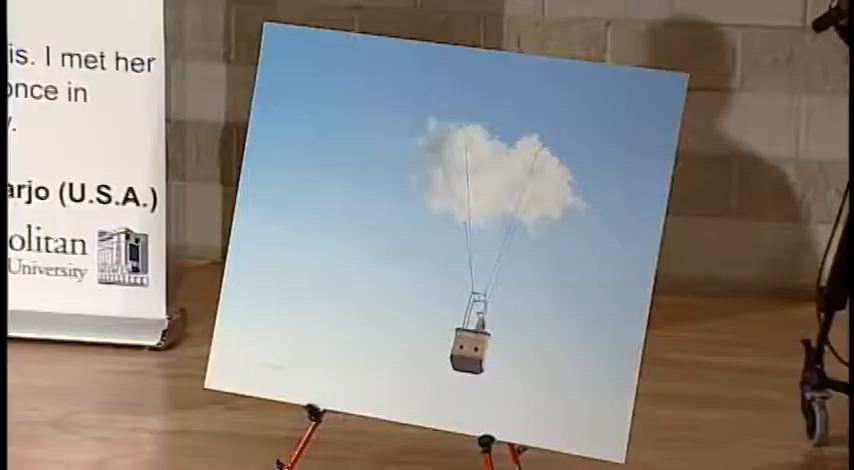 is. I met her
once in
y.
arjo (U.S.A.)
olitan
University